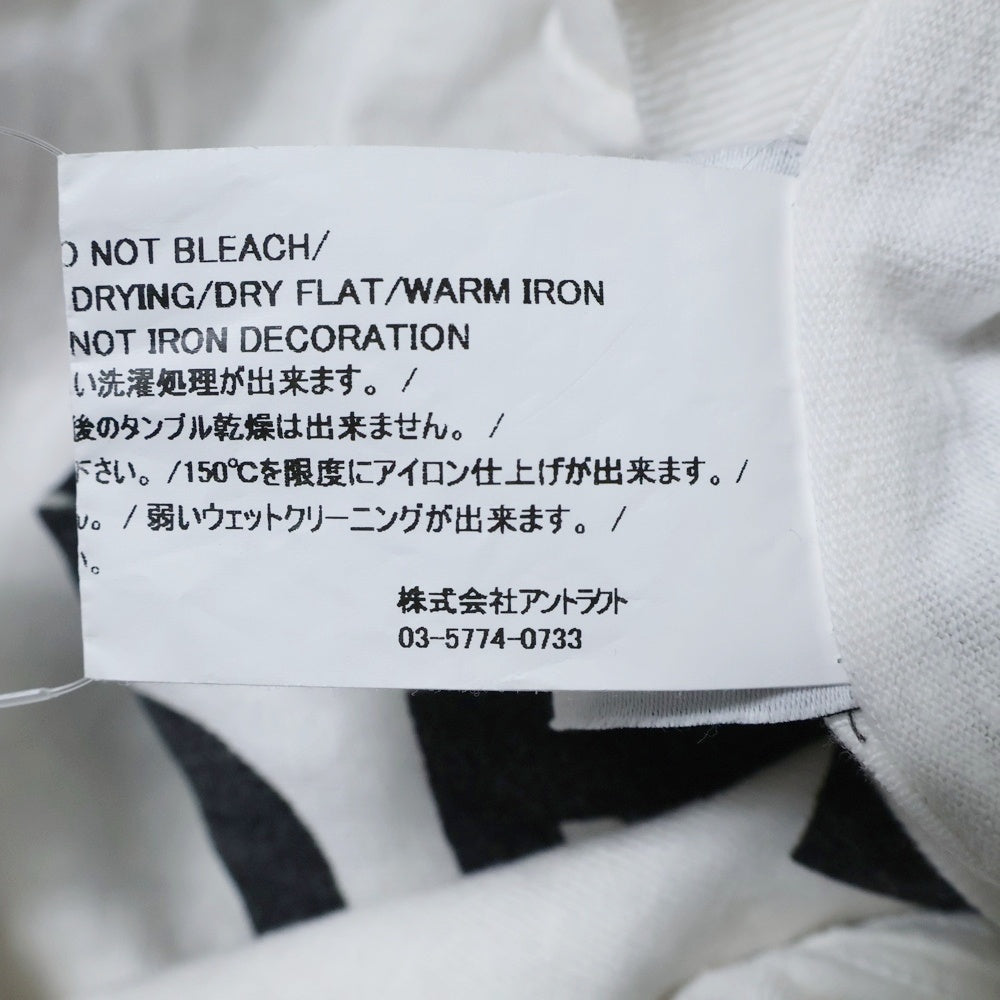 NOT BLEACH/
DRYING/DRY FLAT/WARM IRON
NOT IRON DECORATION
い洗濯処理が出来ます。 /
後のタンブル乾燥は出来ません。 /
下さい。/150℃を限度にアイロン仕上げが出来ます。/
ん。 / 弱いウェットクリーニングが出来ます。 /
い。
株式会社アントラクト
03-5774-0733